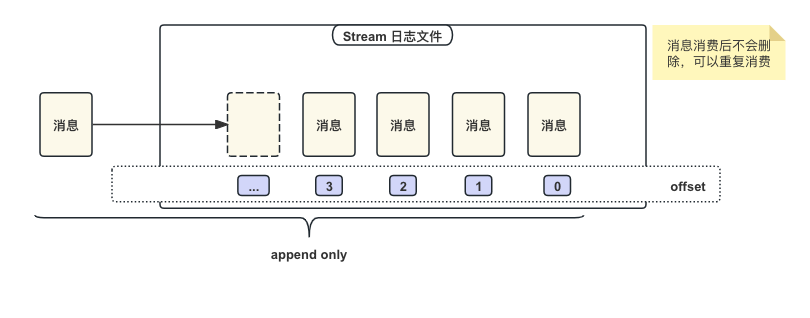 Stream 日志文件
消息消费后不会删
除，可以重复消费
消息
消息
消息
消息
消息
...
3
2
1
0
offset
append only